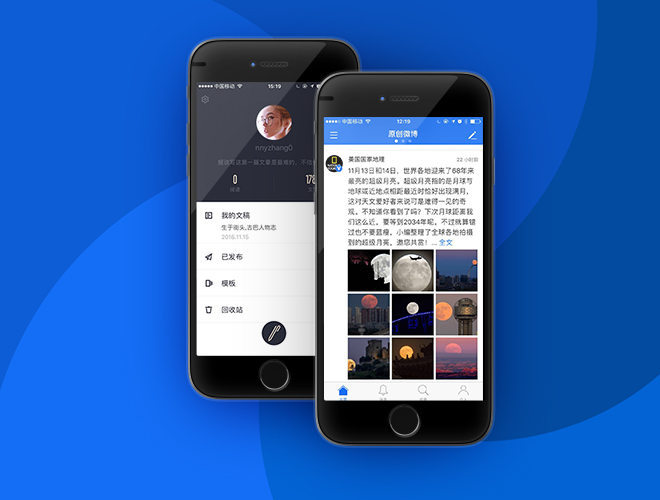 中国移动
15:19
nnyzhang0
0
178
阅读
我的文稿
生于街头,古巴人物志
2016.11.15
已发布
模板
回收站
中国移动
12:19
原创微博
美国国家地理
22 小时前
11月13日和14日,世界各地迎来了68年来
最亮的超级月亮。超级月亮指的是月球与
地球或近地点相距最近时恰好出现满月,
这对天文爱好者来说可是难得一见的奇
观。不知道你看到了吗?下次月球距离我
们这么近,要等到2034年呢,不过就算错
过也不要蓝瘦,小编整理了全球各地拍摄
到的超级月亮,邀您共赏! ... 全文